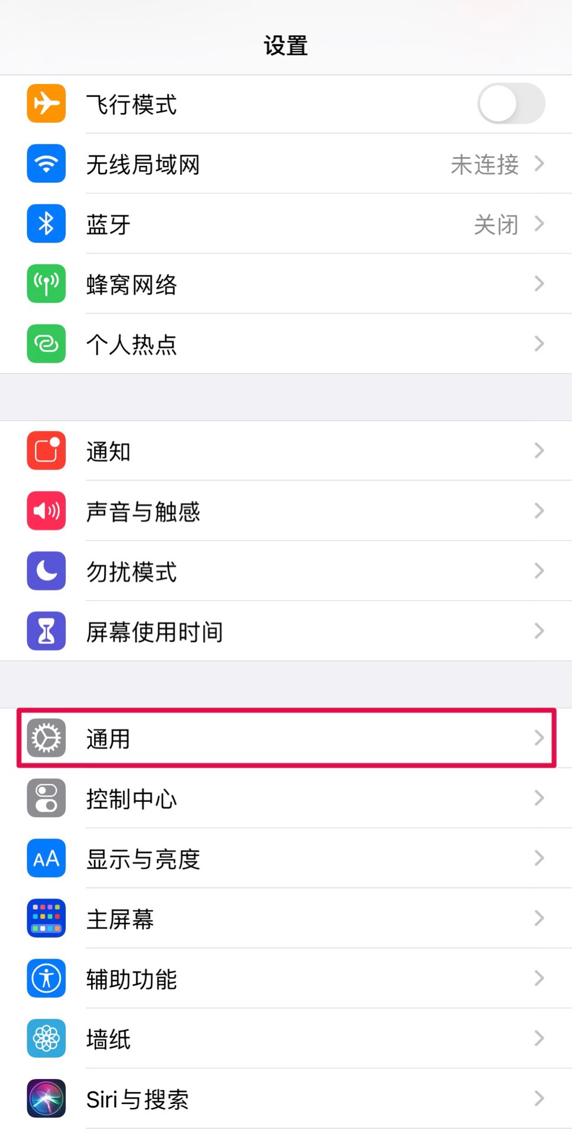 设置
飞行模式
无线局域网 未连接
蓝牙 关闭
蜂窝网络
个人热点
通知
声音与触感
勿扰模式
屏幕使用时间
通用
控制中心
AA 显示与亮度
主屏幕
辅助功能
墙纸
Siri与搜索